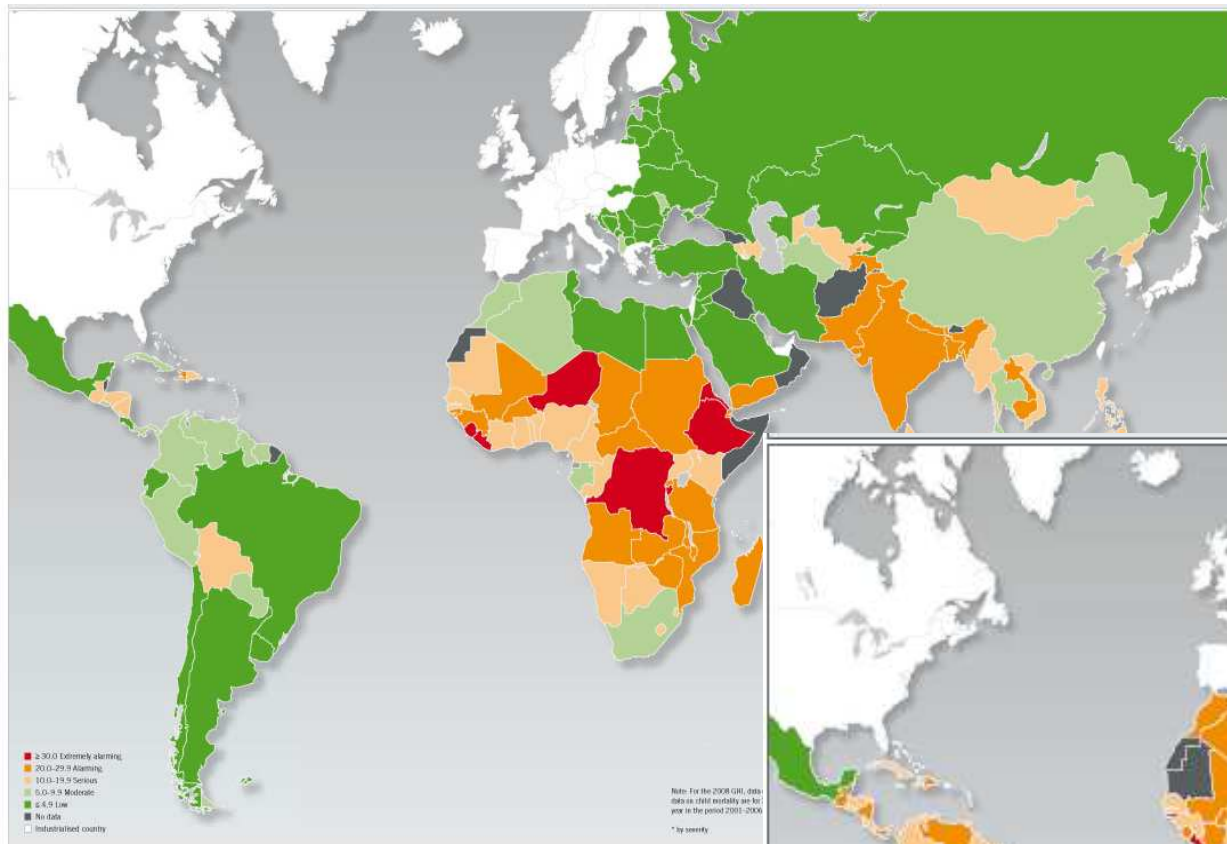 ≥ 30.0 Extremely alarming
20.0–29.9 Alarming
10.0–19.9 Serious
5.0–9.9 Moderate
≤ 4.9 Low
No data
Industrialised country
Note: For the 2008 GHI, data
data on child mortality are for
year in the period 2001–2006
* by severity